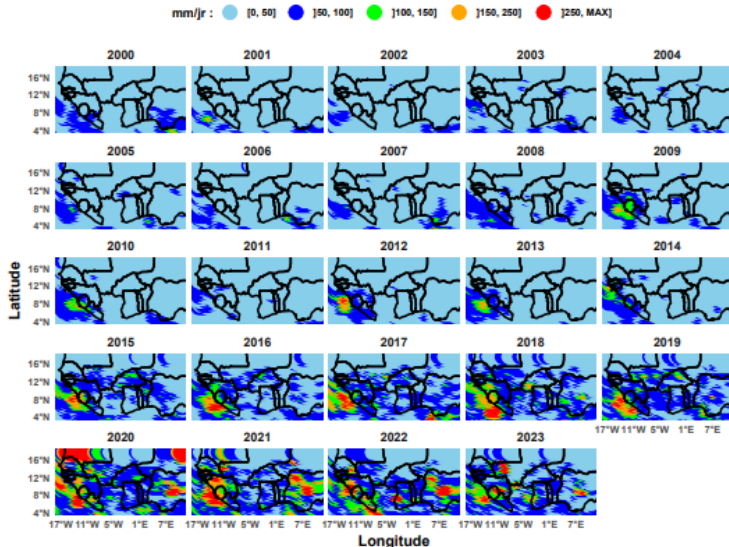 mm/jr : [0, 50] ]50, 100] ]100, 150] ]150, 250] ]250, MAX]
2000 2001 2002 2003 2004
16°N
12°N
8°N
4°N
2005 2006 2007 2008 2009
16°N
12°N
8°N
4°N
2010 2011 2012 2013 2014
16°N
12°N
8°N
4°N
Latitude
2015 2016 2017 2018 2019
16°N
12°N
8°N
4°N
17°W 11°W 5°W 1°E 7°E
2020 2021 2022 2023
16°N
12°N
8°N
4°N
17°W 11°W 5°W 1°E 7°E 17°W 11°W 5°W 1°E 7°E 17°W 11°W 5°W 1°E 7°E 17°W 11°W 5°W 1°E 7°E
Longitude